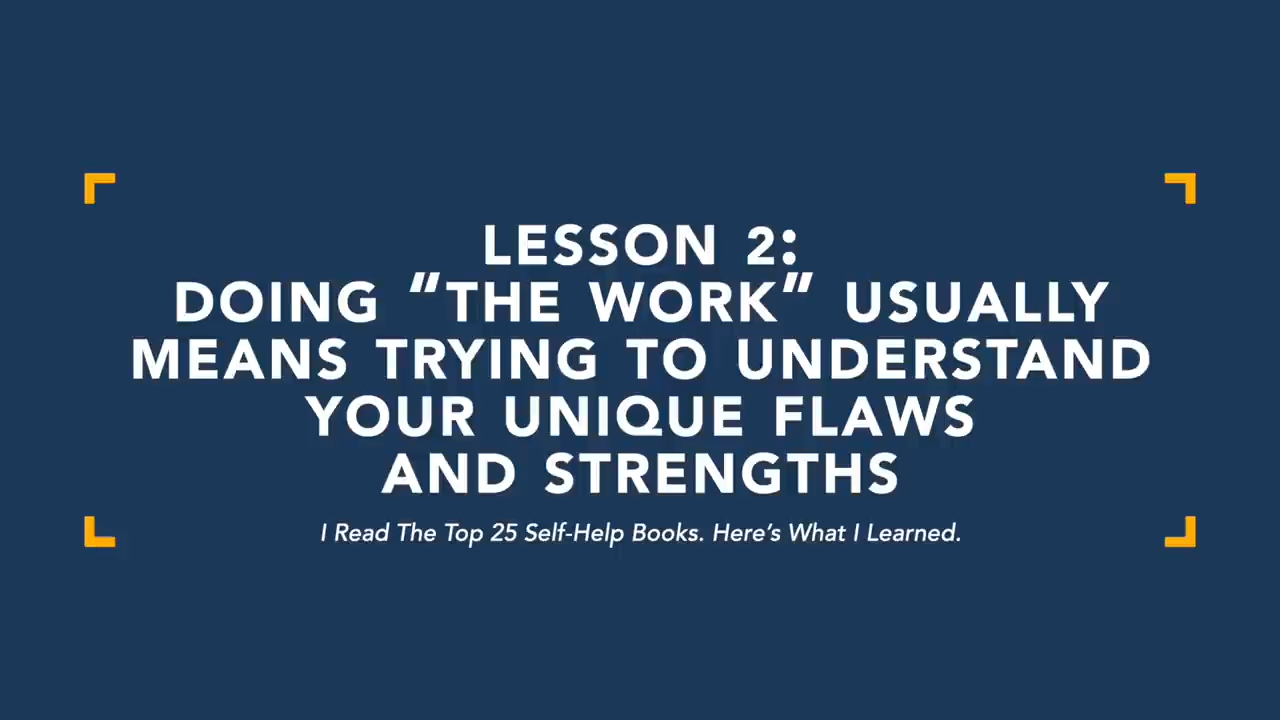 LESSON 2:
DOING “THE WORK” USUALLY
MEANS TRYING TO UNDERSTAND
YOUR UNIQUE FLAWS
AND STRENGTHS
I Read The Top 25 Self-Help Books. Here’s What I Learned.